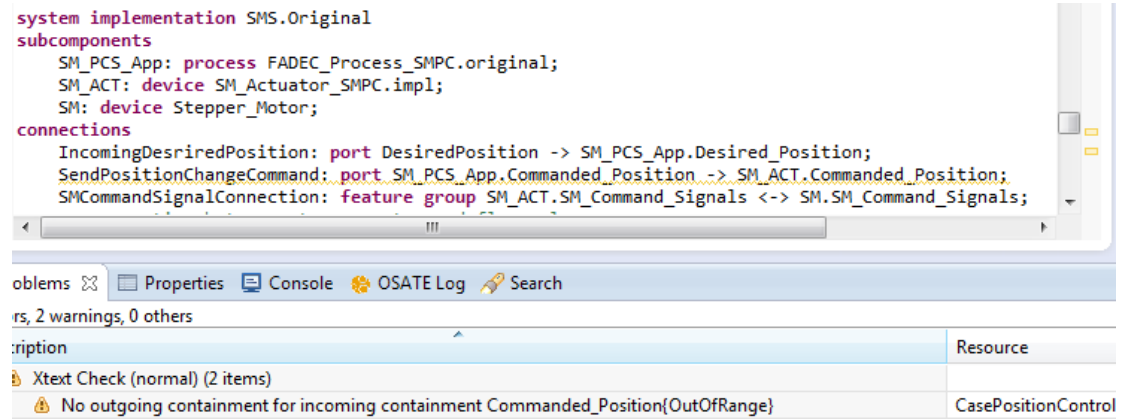 system implementation SMS.Original
subcomponents
SM_PCS_App: process FADEC_Process_SMPC.original;
SM_ACT: device SM_Actuator_SMPC.impl;
SM: device Stepper_Motor;
connections
IncomingDesriredPosition: port DesiredPosition -> SM_PCS_App.Desired_Position;
SendPositionChangeCommand: port SM_PCS_App.Commanded_Position -> SM_ACT.Commanded_Position;
SMCommandSignalConnection: feature group SM_ACT.SM_Command_Signals <-> SM.SM_Command_Signals;
oblems Properties Console OSATE Log Search
rs, 2 warnings, 0 others
cription Resource
Xtext Check (normal) (2 items)
No outgoing containment for incoming containment Commanded_Position{OutOfRange} CasePositionControl